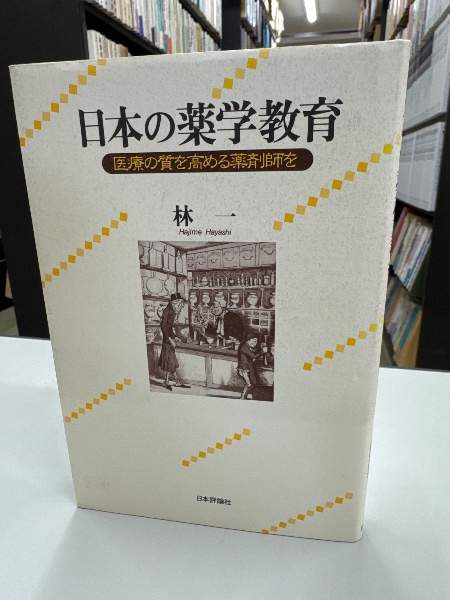 日本の薬学教育
医療の質を高める薬剤師を
林 一
Hajime Hayashi
日本評論社